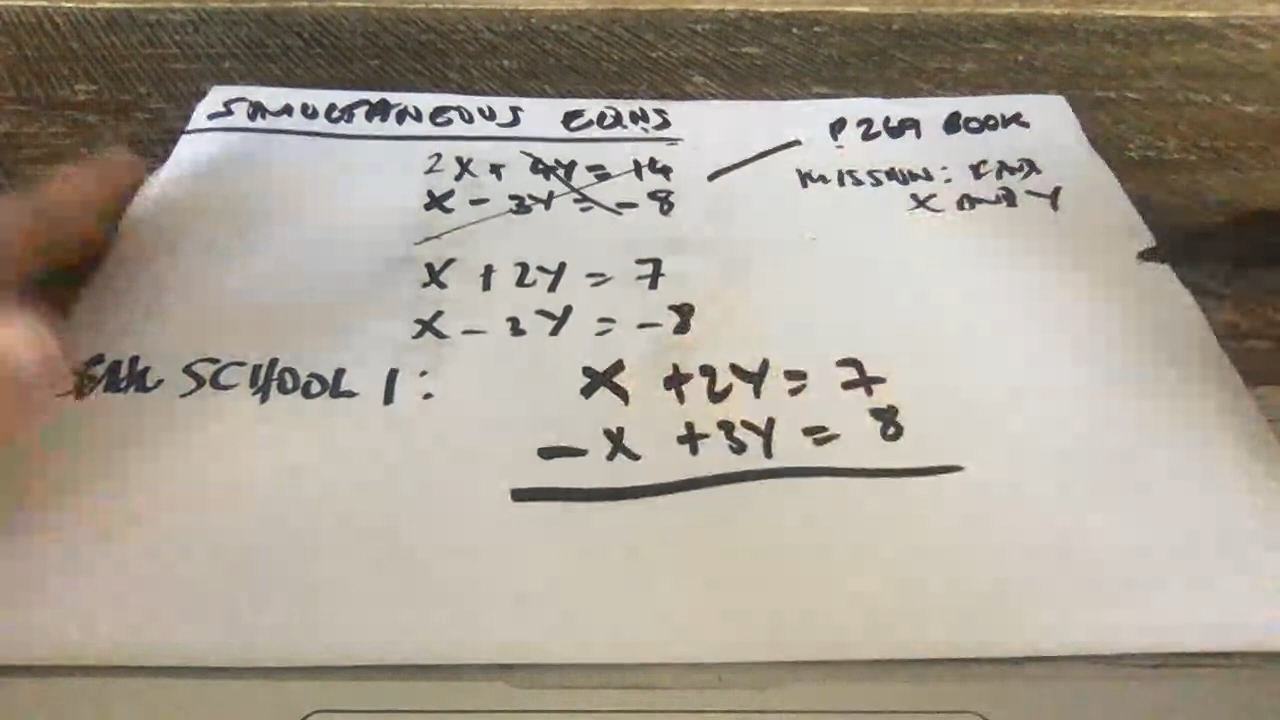 SIMULTANEOUS EQNS
P269 BOOK
2X + 4Y = 14
MISSION: FIND
X - 3Y = -8
X AND Y
X + 2Y = 7
X - 3Y = -8
SCHOOL 1:
X + 2Y = 7
-X + 3Y = 8